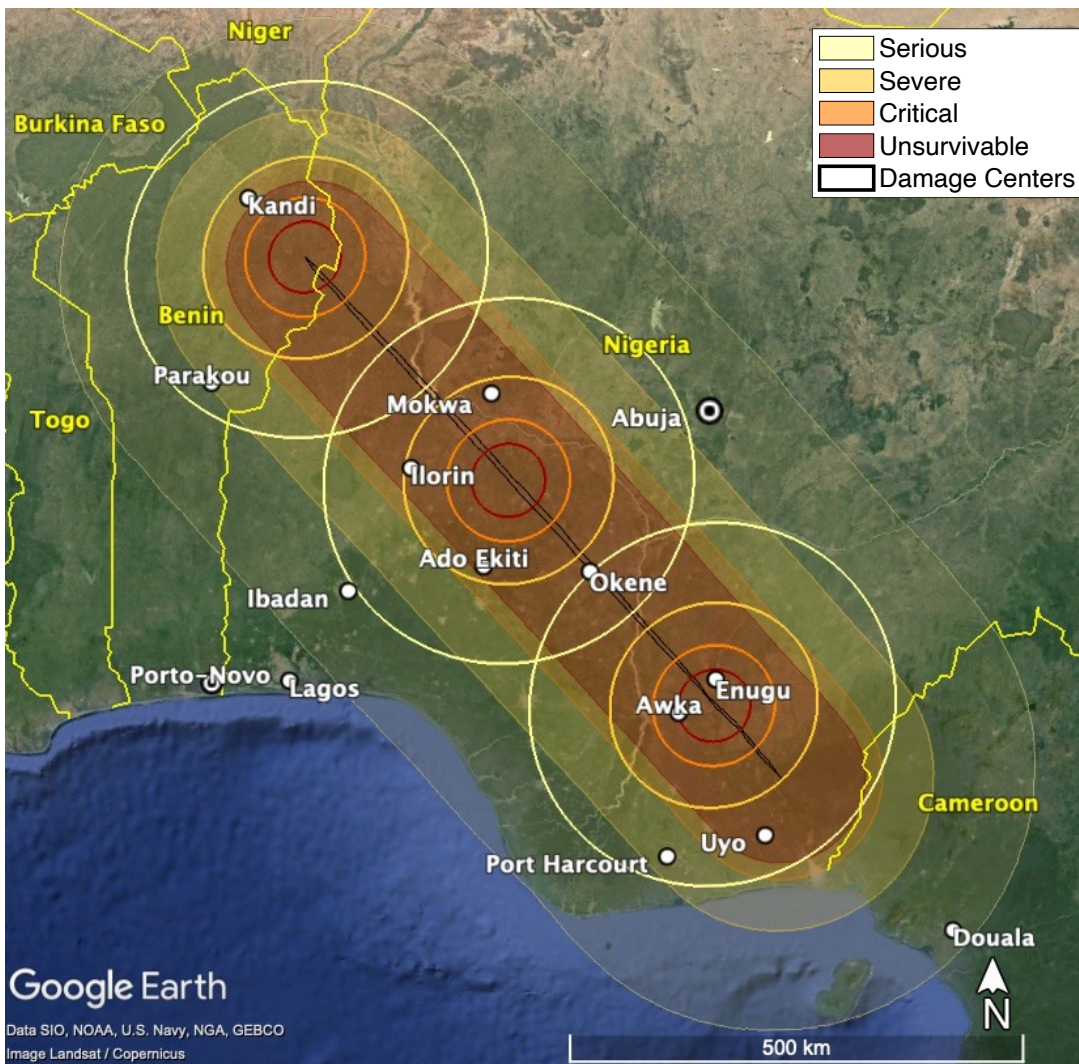 Niger
Serious
Severe
Burkina Faso
Critical
Unsurvivable
Damage Centers
Kandi
Benin
Nigeria
Parakou
Mokwa
Abuja
Togo
Ilorin
Ado Ekiti
Okene
Ibadan
Porto-Novo
Lagos
Enugu
Awka
Cameroon
Uyo
Port Harcourt
Douala
Google Earth
N
Data SIO, NOAA, U.S. Navy, NGA, GEBCO
Image Landsat / Copernicus
500 km